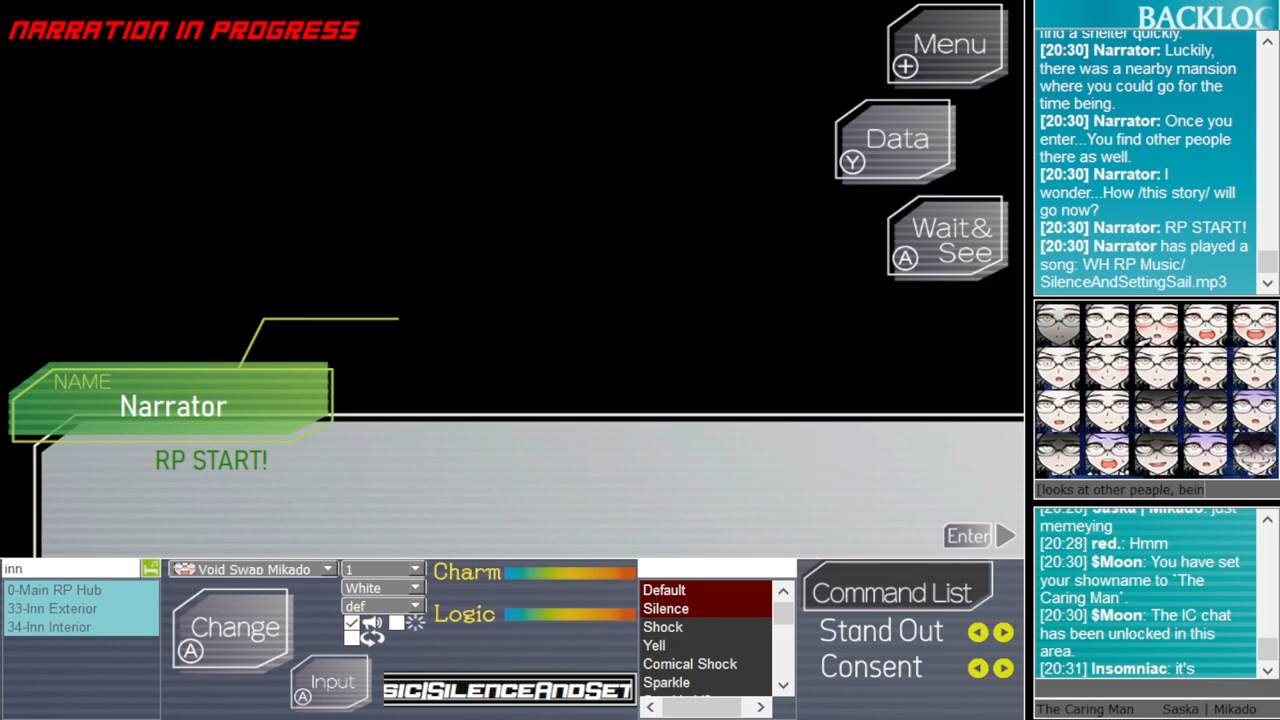 NARRATION IN PROGRESS
Menu
+
Data
Y
Wait&
See
A
NAME
Narrator
RP START!
Enter
BACKLOG
find a shelter quickly.
[20:30] Narrator: Luckily,
there was a nearby mansion
where you could go for the
time being.
[20:30] Narrator: Once you
enter...You find other people
there as well.
[20:30] Narrator: I
wonder...How /this story/ will
go now?
[20:30] Narrator: RP START!
[20:30] Narrator has played a
song: WH RP Music/
SilenceAndSettingSail.mp3
[looks at other peaple, bein
[20:28] Saska | Mikado: just
memeying
[20:28] red.: Hmm
[20:30] $Moon: You have set
your showname to `The
Caring Man`.
[20:30] $Moon: The IC chat
has been unlocked in this
area.
[20:31] Insomniac: it's
The Caring Man
Saska | Mikado
inn
0-Main RP Hub
33-Inn Exterior
34-Inn Interior
Void Swap Mikado
1
White
def
Change
A
Input
A
Charm
Logic
SIC|SILENCEANDSET
Default
Silence
Shock
Yell
Comical Shock
Sparkle
Command List
Stand Out
Consent